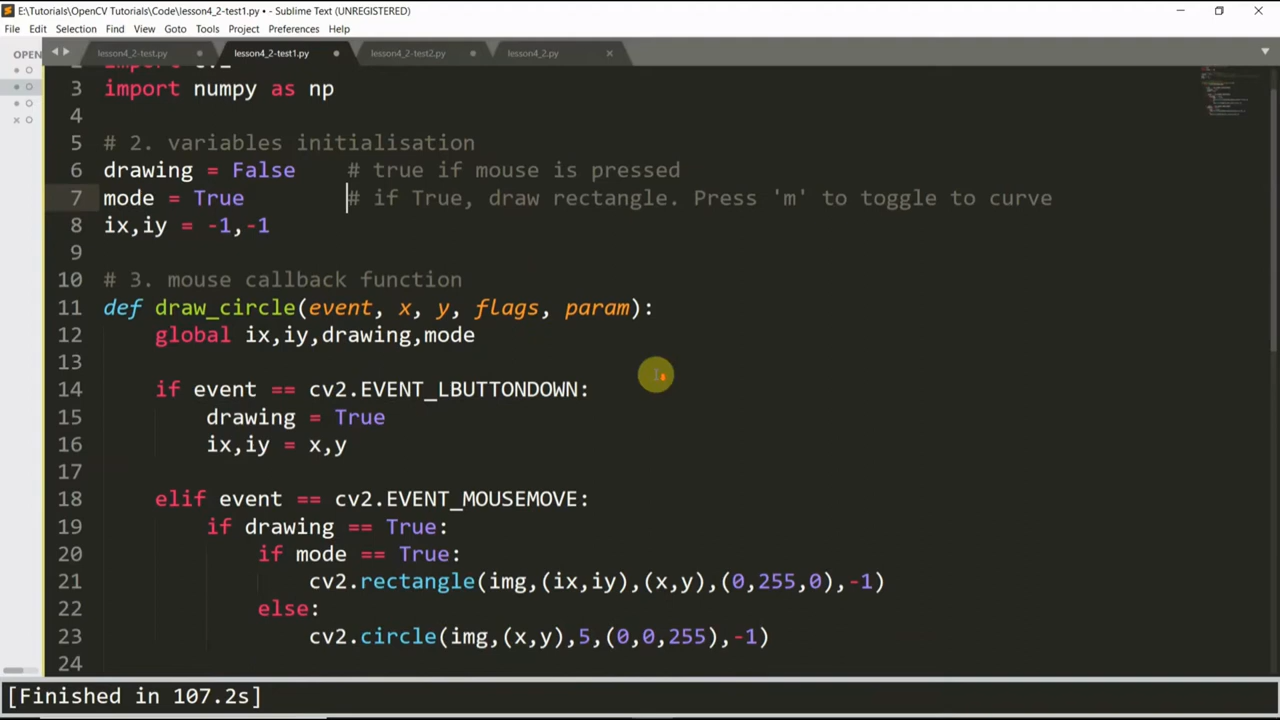 E:\Tutorials\OpenCV Tutorials\Code\lesson4_2-test1.py • - Sublime Text (UNREGISTERED)
File Edit Selection Find View Goto Tools Project Preferences Help
OPEN
lesson4_2-test.py lesson4_2-test1.py lesson4_2-test2.py lesson4_2.py
2 import cv2
3 import numpy as np
4
5 # 2. variables initialisation
6 drawing = False # true if mouse is pressed
7 mode = True # if True, draw rectangle. Press 'm' to toggle to curve
8 ix,iy = -1,-1
9
10 # 3. mouse callback function
11 def draw_circle(event, x, y, flags, param):
12 global ix,iy,drawing,mode
13
14 if event == cv2.EVENT_LBUTTONDOWN:
15 drawing = True
16 ix,iy = x,y
17
18 elif event == cv2.EVENT_MOUSEMOVE:
19 if drawing == True:
20 if mode == True:
21 cv2.rectangle(img,(ix,iy),(x,y),(0,255,0),-1)
22 else:
23 cv2.circle(img,(x,y),5,(0,0,255),-1)
24
[Finished in 107.2s]